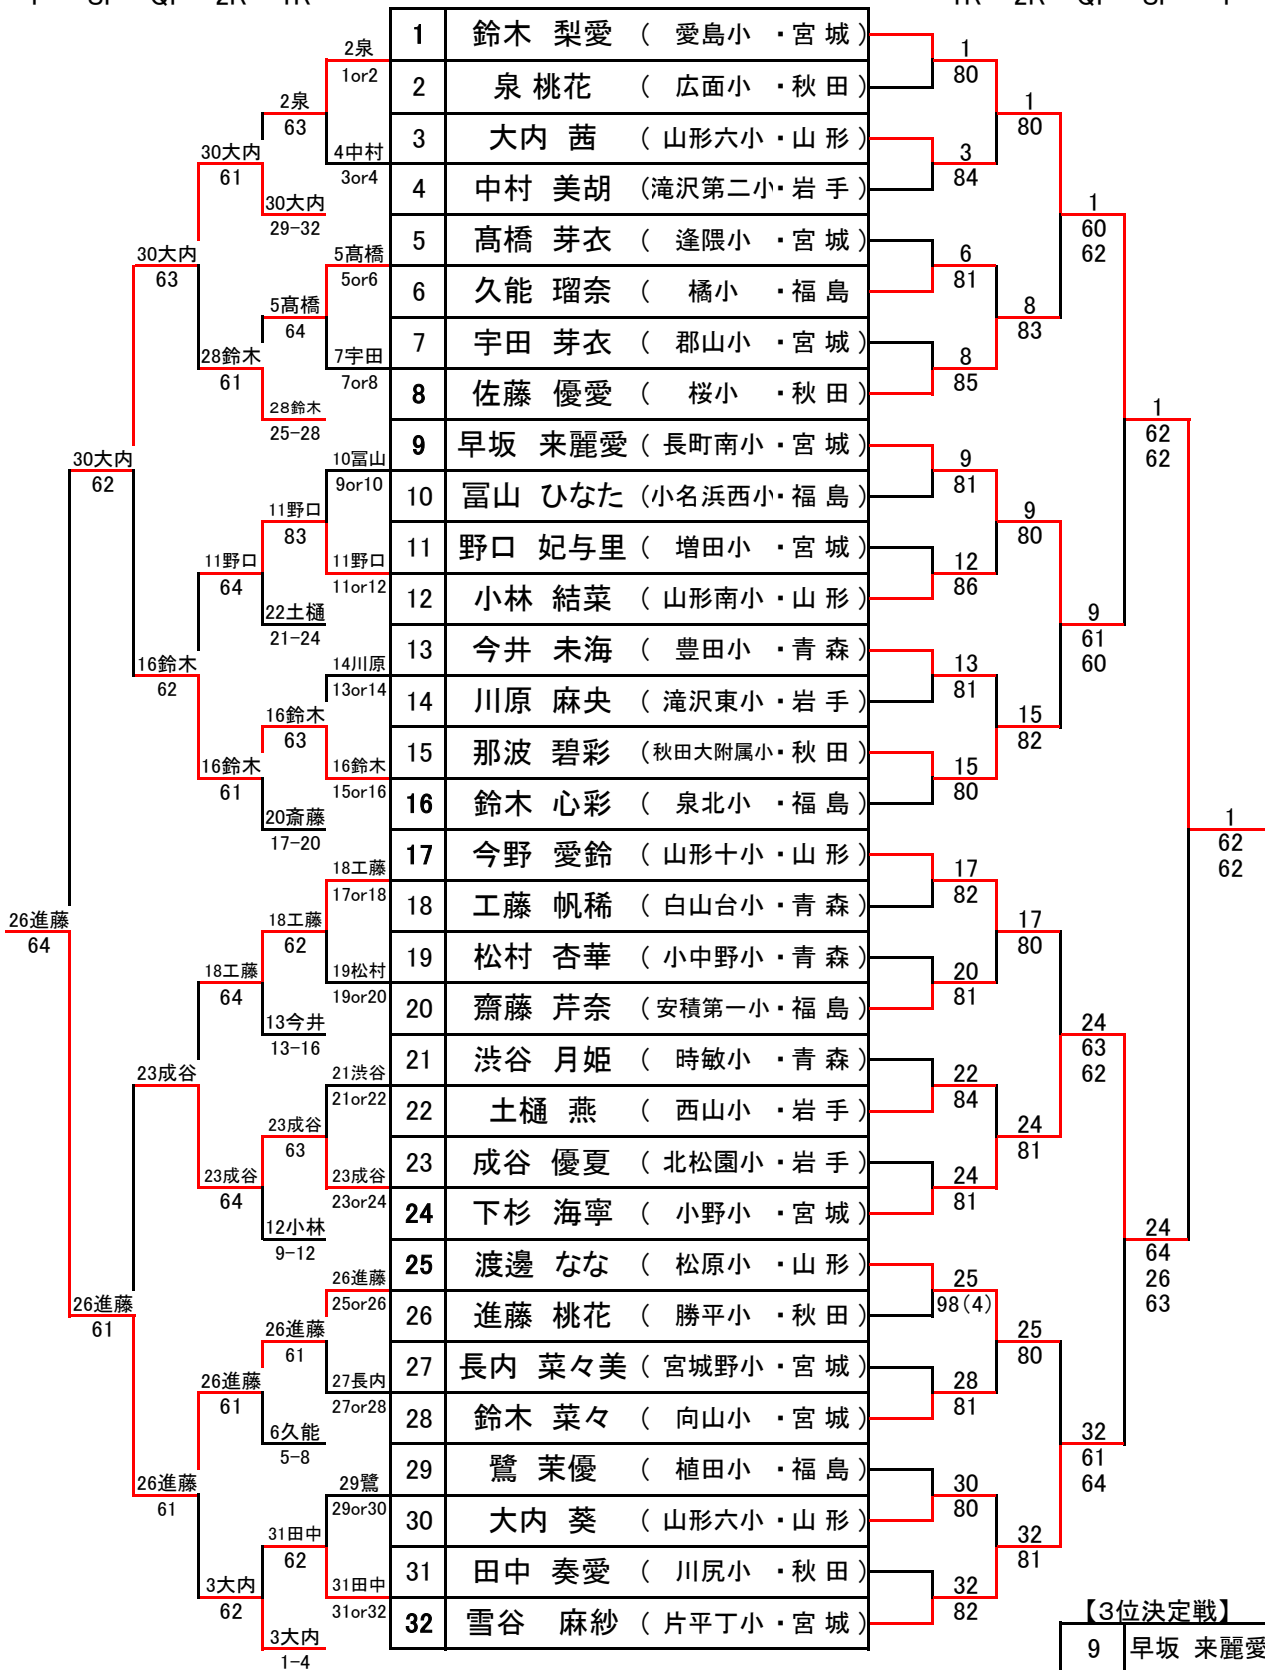 1 鈴木 梨愛 ( 愛島小 ・宮城)
2 泉 桃花 ( 広面小 ・秋田)
3 大内 茜 (山形六小・山形)
4 中村 美胡 (滝沢第二小・岩手)
5 髙橋 芽衣 ( 逢隈小 ・宮城)
6 久能 瑠奈 ( 橘小 ・福島
7 宇田 芽衣 ( 郡山小 ・宮城)
8 佐藤 優愛 ( 桜小 ・秋田)
9 早坂 来麗愛 (長町南小・宮城)
10 冨山 ひなた (小名浜西小・福島)
11 野口 妃与里 ( 増田小 ・宮城)
12 小林 結菜 (山形南小・山形)
13 今井 未海 ( 豊田小 ・青森)
14 川原 麻央 (滝沢東小・岩手)
15 那波 碧彩 (秋田大附属小・秋田)
16 鈴木 心彩 ( 泉北小 ・福島)
17 今野 愛鈴 (山形十小・山形)
18 工藤 帆稀 (白山台小・青森)
19 松村 杏華 (小中野小・青森)
20 齋藤 芹奈 (安積第一小・福島)
21 渋谷 月姫 ( 時敏小 ・青森)
22 土樋 燕 ( 西山小 ・岩手)
23 成谷 優夏 (北松園小・岩手)
24 下杉 海寧 ( 小野小 ・宮城)
25 渡邊 なな ( 松原小 ・山形)
26 進藤 桃花 ( 勝平小 ・秋田)
27 長内 菜々美 (宮城野小・宮城)
28 鈴木 菜々 ( 向山小 ・宮城)
29 鷺 茉優 ( 植田小 ・福島)
30 大内 葵 (山形六小・山形)
31 田中 奏愛 ( 川尻小 ・秋田)
32 雪谷 麻紗 (片平丁小・宮城)
2泉
1or2
4中村
3or4
5髙橋
5or6
7宇田
7or8
10冨山
9or10
11野口
11or12
14川原
13or14
16鈴木
15or16
18工藤
17or18
19松村
19or20
21渋谷
21or22
23成谷
23or24
26進藤
25or26
27長内
27or28
29鷺
29or30
31田中
31or32
2泉
63
30大内
29-32
5髙橋
64
28鈴木
25-28
11野口
83
22土樋
21-24
16鈴木
63
20斎藤
17-20
18工藤
62
13今井
13-16
23成谷
63
12小林
9-12
26進藤
61
6久能
5-8
31田中
62
3大内
1-4
30大内
61
28鈴木
61
11野口
64
16鈴木
61
18工藤
64
23成谷
64
26進藤
61
3大内
62
30大内
63
16鈴木
62
23成谷
26進藤
61
30大内
62
26進藤
61
26進藤
64
1
80
3
84
6
81
8
85
9
81
12
86
13
81
15
80
17
82
20
81
22
84
24
81
25
98(4)
28
81
30
80
32
82
1
80
8
83
9
80
15
82
17
80
24
81
25
80
32
81
1
60
62
9
61
60
24
63
62
32
61
64
1
62
62
24
64
26
63
1
62
62
【3位決定戦】
9 早坂 来麗愛